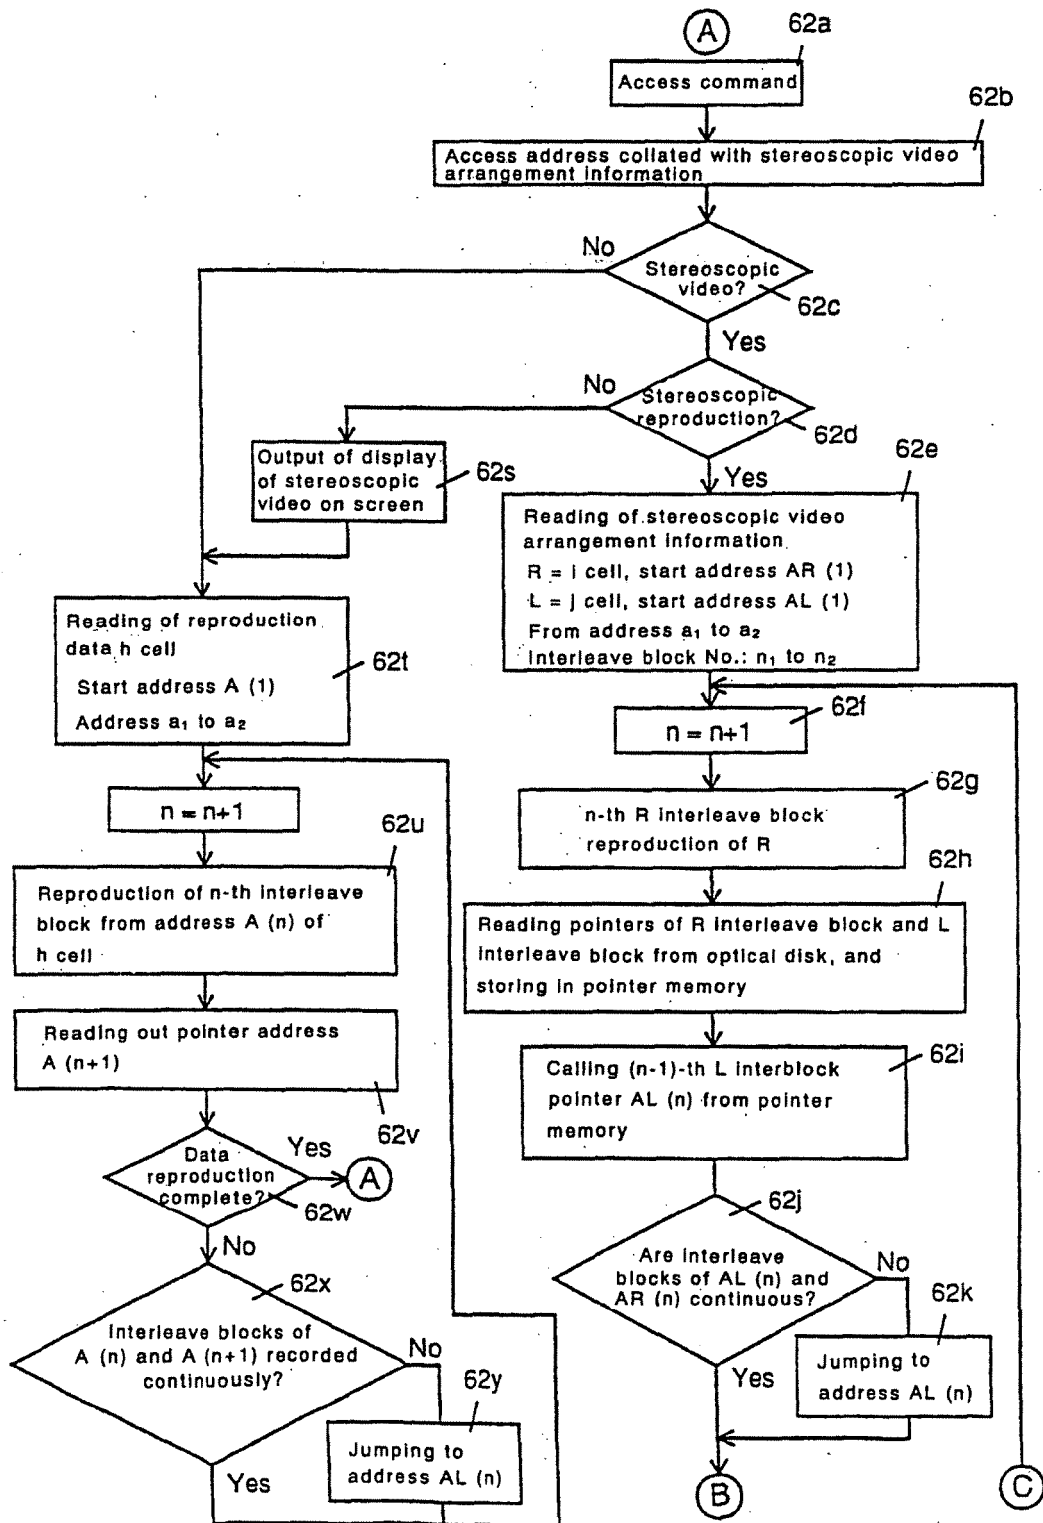 A
62a
Access command
62b
Access address collated with stereoscopic video
arrangement information
No
Stereoscopic
video?
62c
Yes
No
Stereoscopic
reproduction?
62d
Yes
Output of display
of stereoscopic
video on screen
62s
62e
Reading of stereoscopic video
arrangement information
R = i cell, start address AR (1)
L = j cell, start address AL (1)
From address a₁ to a₂
Interleave block No.: n₁ to n₂
Reading of reproduction
data h cell
Start address A (1)
Address a₁ to a₂
62t
62f
n = n+1
n = n+1
62g
n-th R interleave block
reproduction of R
62u
Reproduction of n-th interleave
block from address A (n) of
h cell
62h
Reading pointers of R interleave block and L
interleave block from optical disk, and
storing in pointer memory
Reading out pointer address
A (n+1)
62v
62i
Calling (n-1)-th L interblock
pointer AL (n) from pointer
memory
Data
reproduction
complete?
62w
Yes
A
No
62j
Are interleave
blocks of AL (n) and
AR (n) continuous?
No
62k
Jumping to
address AL (n)
Yes
62x
Interleave blocks of
A (n) and A (n+1) recorded
continuously?
No
62y
Jumping to
address AL (n)
Yes
B
C